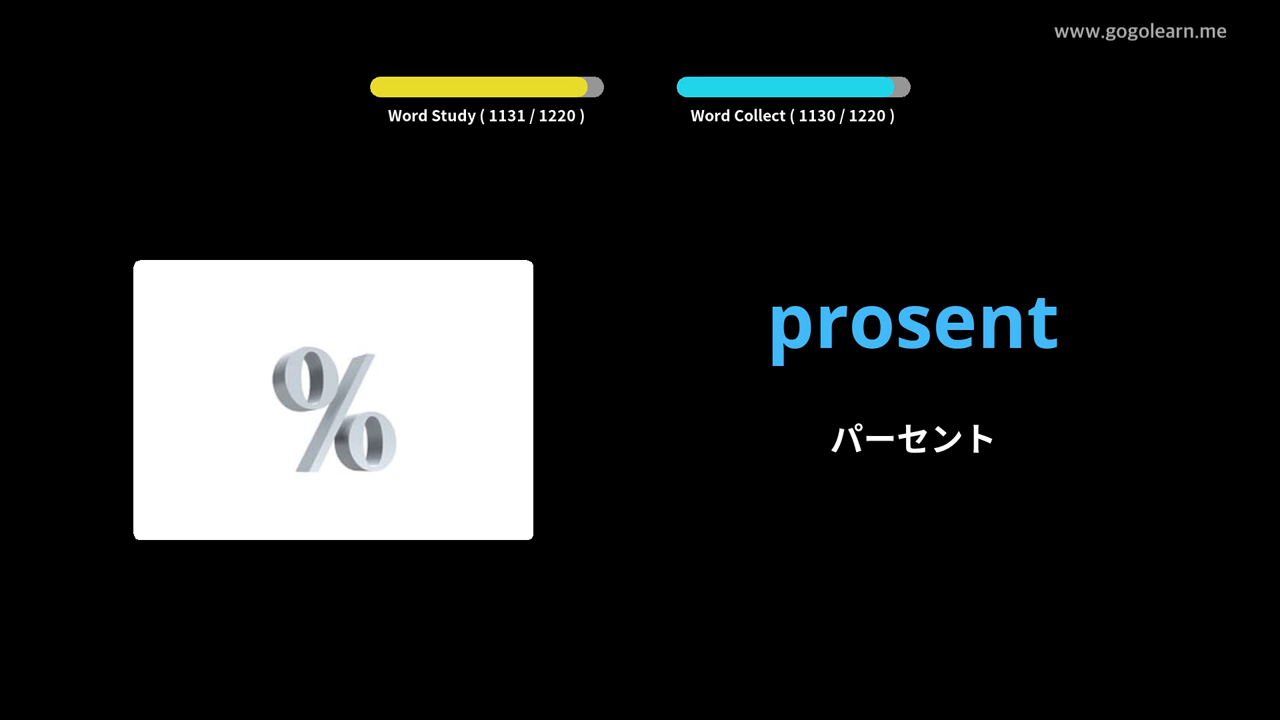 www.gogolearn.me
Word Study ( 1131 / 1220 )
Word Collect ( 1130 / 1220 )
%
prosent
パーセント